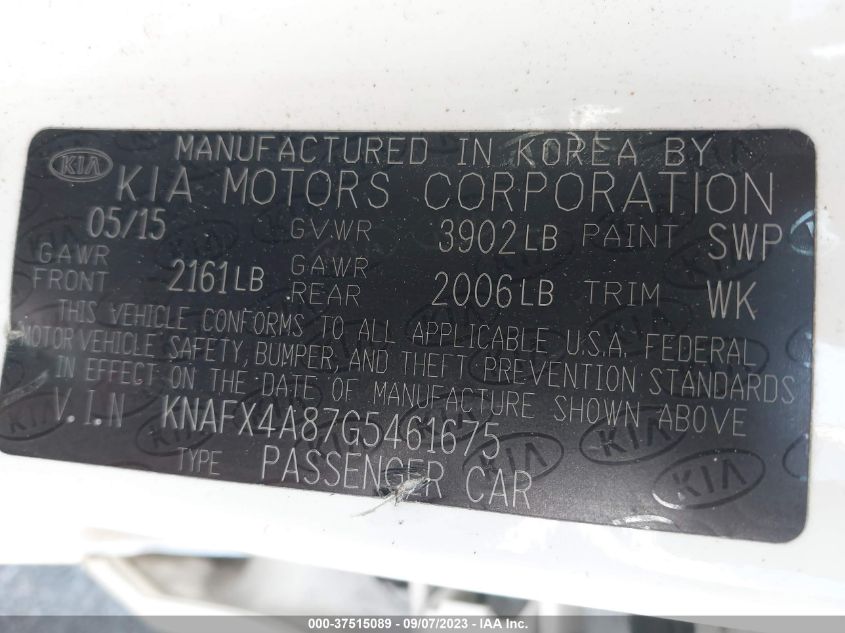 MANUFACTURED IN KOREA BY
KIA KIA MOTORS CORPORATION
05/15 GVWR 3902LB PAINT SWP
GAWR FRONT 2161LB GAWR REAR 2006LB TRIM WK
THIS VEHICLE CONFORMS TO ALL APPLICABLE U.S.A. FEDERAL
MOTOR VEHICLE SAFETY, BUMPER, AND THEFT PREVENTION STANDARDS
IN EFFECT ON THE DATE OF MANUFACTURE SHOWN ABOVE
V.I.N KNAFX4A87G5461675
TYPE PASSENGER CAR
000-37515089 - 09/07/2023 - IAA Inc.